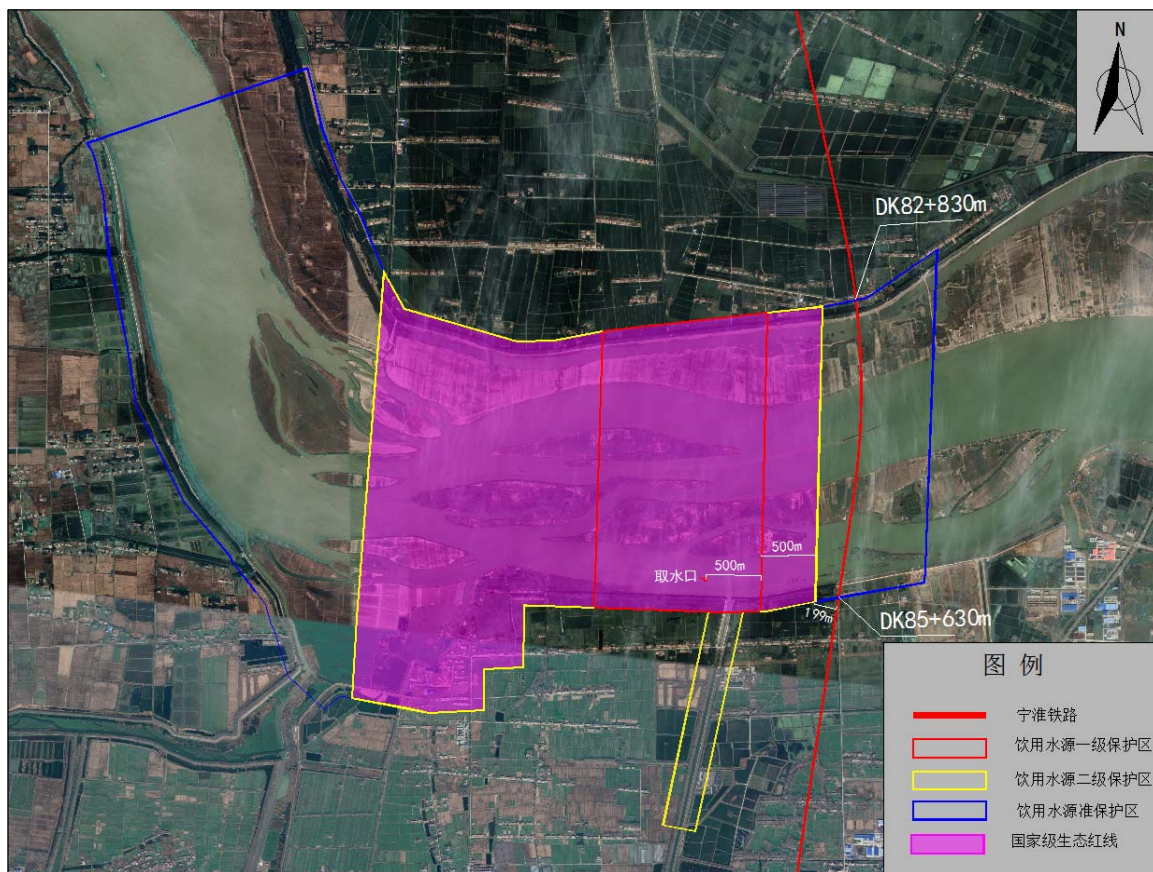 N
DK82+830m
500m
取水口
500m
199m
DK85+630m
图 例
宁淮铁路
饮用水源一级保护区
饮用水源二级保护区
饮用水源准保护区
国家级生态红线